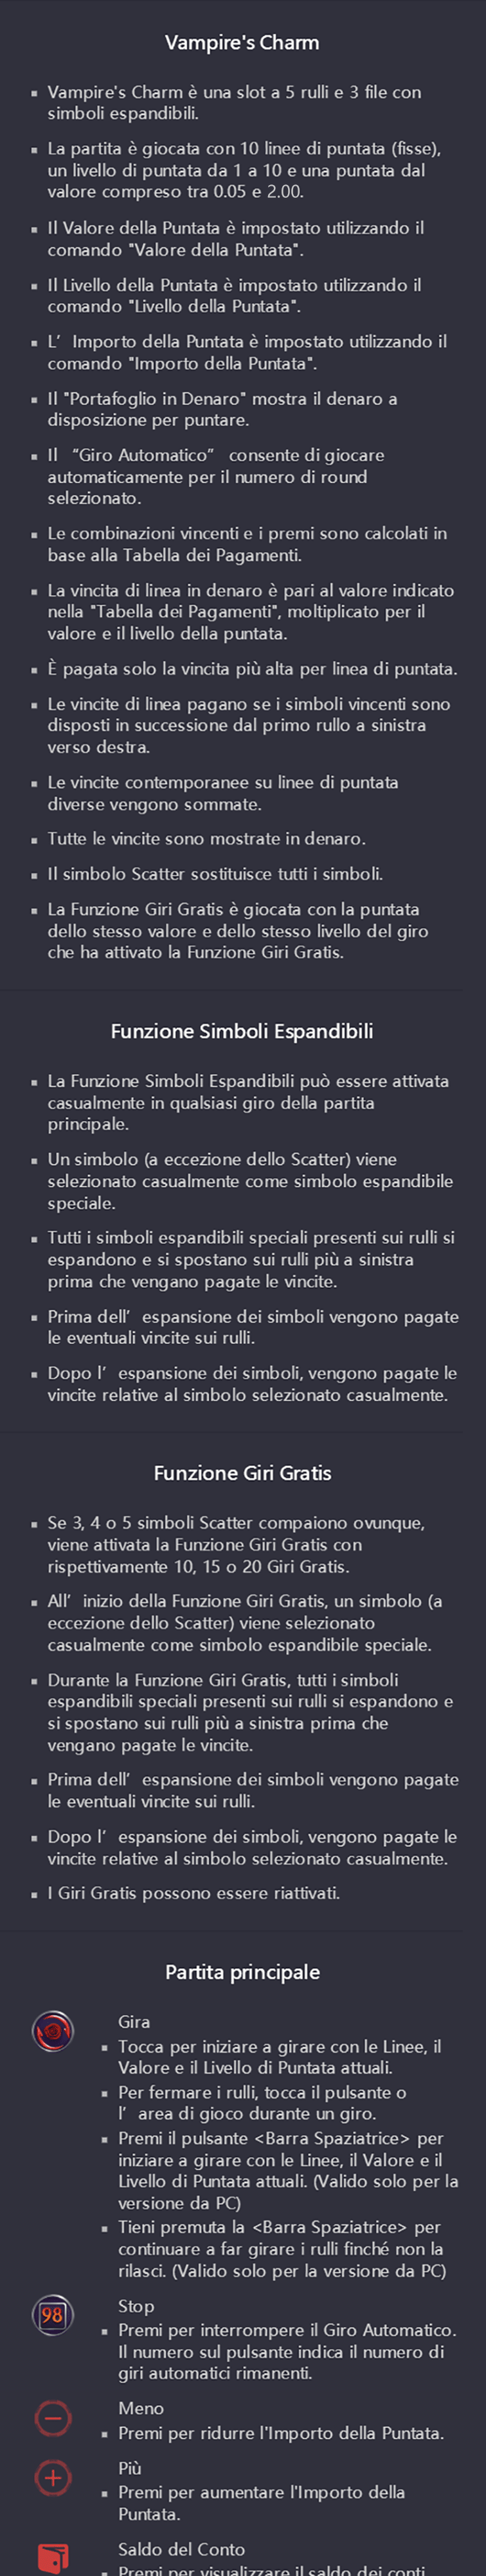 Vampire's Charm
Vampire's Charm è una slot a 5 rulli e 3 file con
simboli espandibili.
La partita è giocata con 10 linee di puntata (fisse),
un livello di puntata da 1 a 10 e una puntata dal
valore compreso tra 0.05 e 2.00.
Il Valore della Puntata è impostato utilizzando il
comando "Valore della Puntata".
Il Livello della Puntata è impostato utilizzando il
comando "Livello della Puntata".
L’ Importo della Puntata è impostato utilizzando il
comando "Importo della Puntata".
Il "Portafoglio in Denaro" mostra il denaro a
disposizione per puntare.
Il “Giro Automatico” consente di giocare
automaticamente per il numero di round
selezionato.
Le combinazioni vincenti e i premi sono calcolati in
base alla Tabella dei Pagamenti.
La vincita di linea in denaro è pari al valore indicato
nella "Tabella dei Pagamenti", moltiplicato per il
valore e il livello della puntata.
È pagata solo la vincita più alta per linea di puntata.
Le vincite di linea pagano se i simboli vincenti sono
disposti in successione dal primo rullo a sinistra
verso destra.
Le vincite contemporanee su linee di puntata
diverse vengono sommate.
Tutte le vincite sono mostrate in denaro.
Il simbolo Scatter sostituisce tutti i simboli.
La Funzione Giri Gratis è giocata con la puntata
dello stesso valore e dello stesso livello del giro
che ha attivato la Funzione Giri Gratis.
Funzione Simboli Espandibili
La Funzione Simboli Espandibili può essere attivata
casualmente in qualsiasi giro della partita
principale.
Un simbolo (a eccezione dello Scatter) viene
selezionato casualmente come simbolo espandibile
speciale.
Tutti i simboli espandibili speciali presenti sui rulli si
espandono e si spostano sui rulli più a sinistra
prima che vengano pagate le vincite.
Prima dell’ espansione dei simboli vengono pagate
le eventuali vincite sui rulli.
Dopo l’ espansione dei simboli, vengono pagate le
vincite relative al simbolo selezionato casualmente.
Funzione Giri Gratis
Se 3, 4 o 5 simboli Scatter compaiono ovunque,
viene attivata la Funzione Giri Gratis con
rispettivamente 10, 15 o 20 Giri Gratis.
All’ inizio della Funzione Giri Gratis, un simbolo (a
eccezione dello Scatter) viene selezionato
casualmente come simbolo espandibile speciale.
Durante la Funzione Giri Gratis, tutti i simboli
espandibili speciali presenti sui rulli si espandono e
si spostano sui rulli più a sinistra prima che
vengano pagate le vincite.
Prima dell’ espansione dei simboli vengono pagate
le eventuali vincite sui rulli.
Dopo l’ espansione dei simboli, vengono pagate le
vincite relative al simbolo selezionato casualmente.
I Giri Gratis possono essere riattivati.
Partita principale
Gira
Tocca per iniziare a girare con le Linee, il
Valore e il Livello di Puntata attuali.
Per fermare i rulli, tocca il pulsante o
l’ area di gioco durante un giro.
Premi il pulsante <Barra Spaziatrice> per
iniziare a girare con le Linee, il Valore e il
Livello di Puntata attuali. (Valido solo per la
versione da PC)
Tieni premuta la <Barra Spaziatrice> per
continuare a far girare i rulli finché non la
rilasci. (Valido solo per la versione da PC)
98
Stop
Premi per interrompere il Giro Automatico.
Il numero sul pulsante indica il numero di
giri automatici rimanenti.
Meno
Premi per ridurre l'Importo della Puntata.
Più
Premi per aumentare l'Importo della
Puntata.
Saldo del Conto
Premi per visualizzare il saldo dei conti